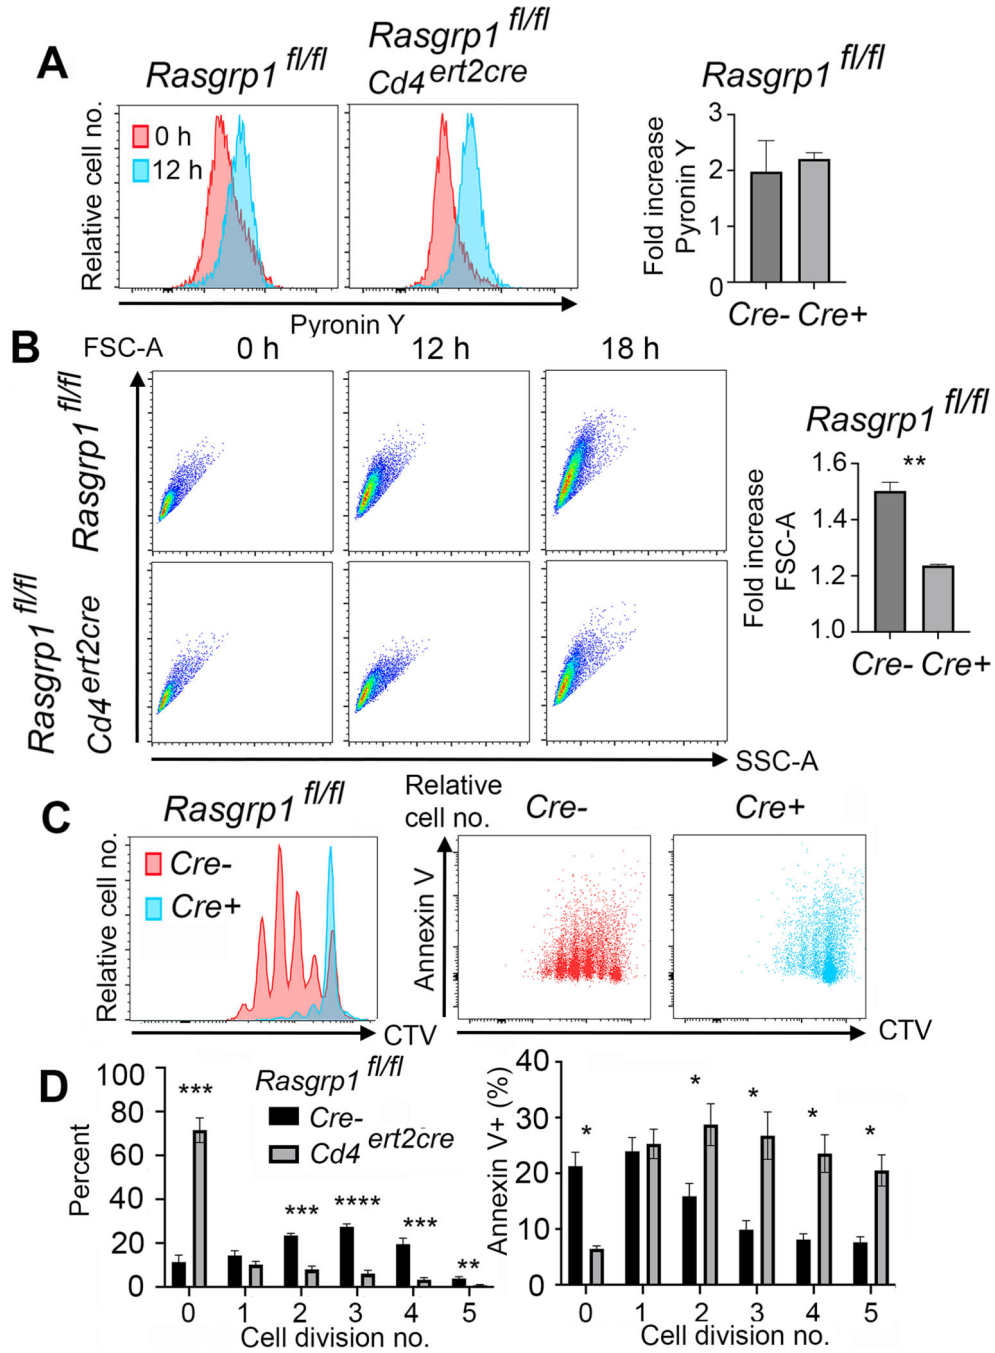 A
Rasgrp1 fl/fl
Rasgrp1 fl/fl
Cd4 ert2cre
Rasgrp1 fl/fl
Relative cell no.
0 h
12 h
Pyronin Y
Fold increase
Pyronin Y
3
2
1
0
Cre- Cre+
B
FSC-A
0 h
12 h
18 h
Rasgrp1 fl/fl
Rasgrp1 fl/fl
Cd4 ert2cre
SSC-A
Rasgrp1 fl/fl
Fold increase
FSC-A
1.6
1.4
1.2
1.0
**
Cre- Cre+
C
Rasgrp1 fl/fl
Relative cell no.
Cre-
Cre+
CTV
Relative
cell no.
Cre-
Cre+
Annexin V
CTV
D
Rasgrp1 fl/fl
Cre-
Cd4 ert2cre
Percent
100
80
60
40
20
0
*** *** **** *** **
0 1 2 3 4 5
Cell division no.
Annexin V+ (%)
40
30
20
10
0
* * * * *
0 1 2 3 4 5
Cell division no.